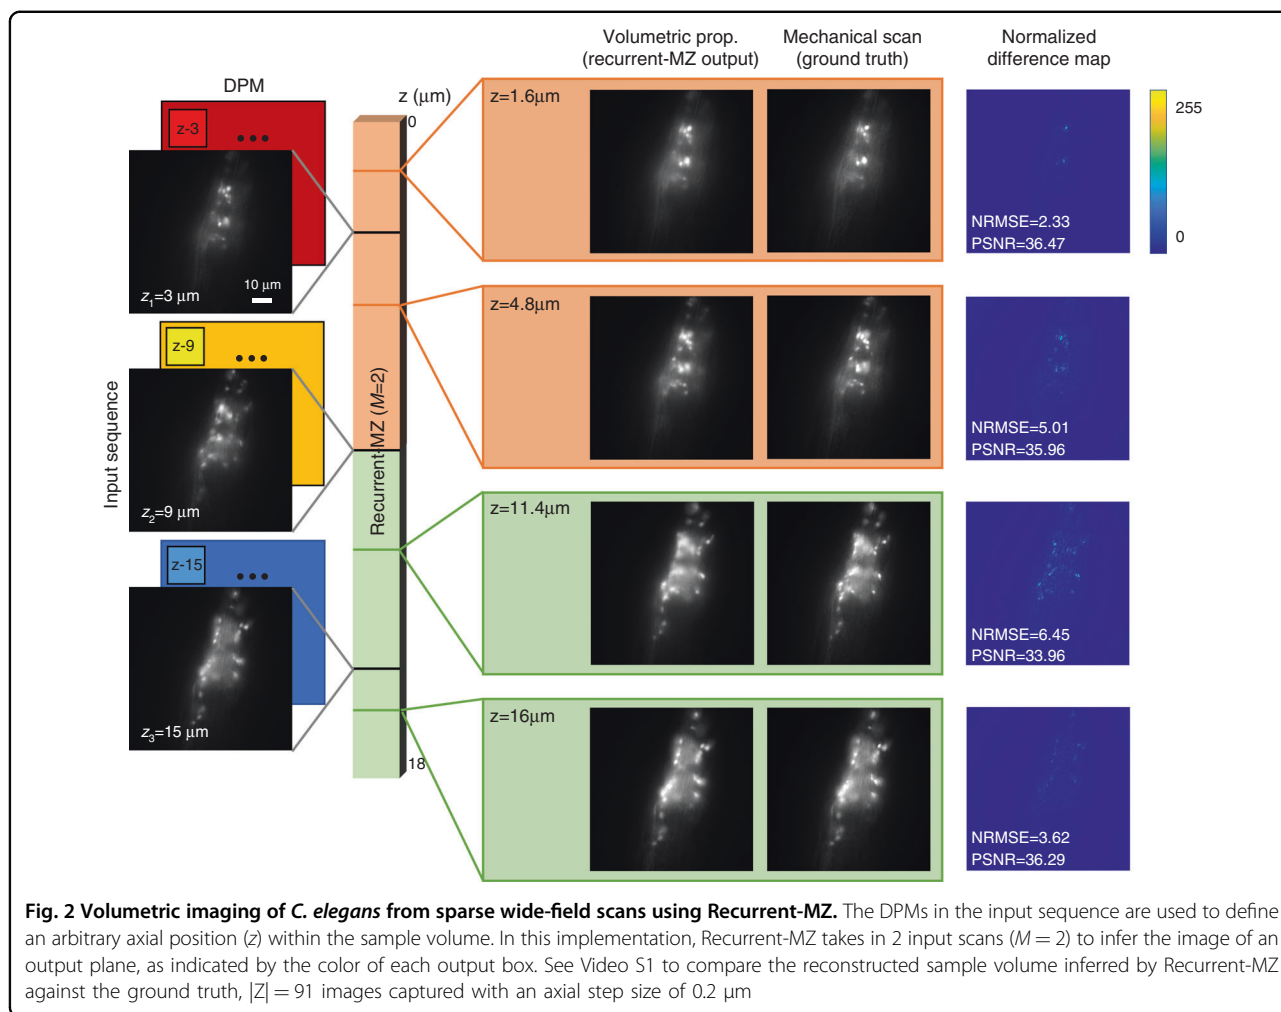 Volumetric prop.
(recurrent-MZ output)
Mechanical scan
(ground truth)
Normalized
difference map
DPM
z (μm)
0
18
Input sequence
Recurrent-MZ (M=2)
z-3
z₁=3 μm
10 μm
z-9
z₂=9 μm
z-15
z₃=15 μm
z=1.6μm
NRMSE=2.33
PSNR=36.47
255
0
z=4.8μm
NRMSE=5.01
PSNR=35.96
z=11.4μm
NRMSE=6.45
PSNR=33.96
z=16μm
NRMSE=3.62
PSNR=36.29
Fig. 2 Volumetric imaging of C. elegans from sparse wide-field scans using Recurrent-MZ. The DPMs in the input sequence are used to define
an arbitrary axial position (z) within the sample volume. In this implementation, Recurrent-MZ takes in 2 input scans (M = 2) to infer the image of an
output plane, as indicated by the color of each output box. See Video S1 to compare the reconstructed sample volume inferred by Recurrent-MZ
against the ground truth, |Z| = 91 images captured with an axial step size of 0.2 μm